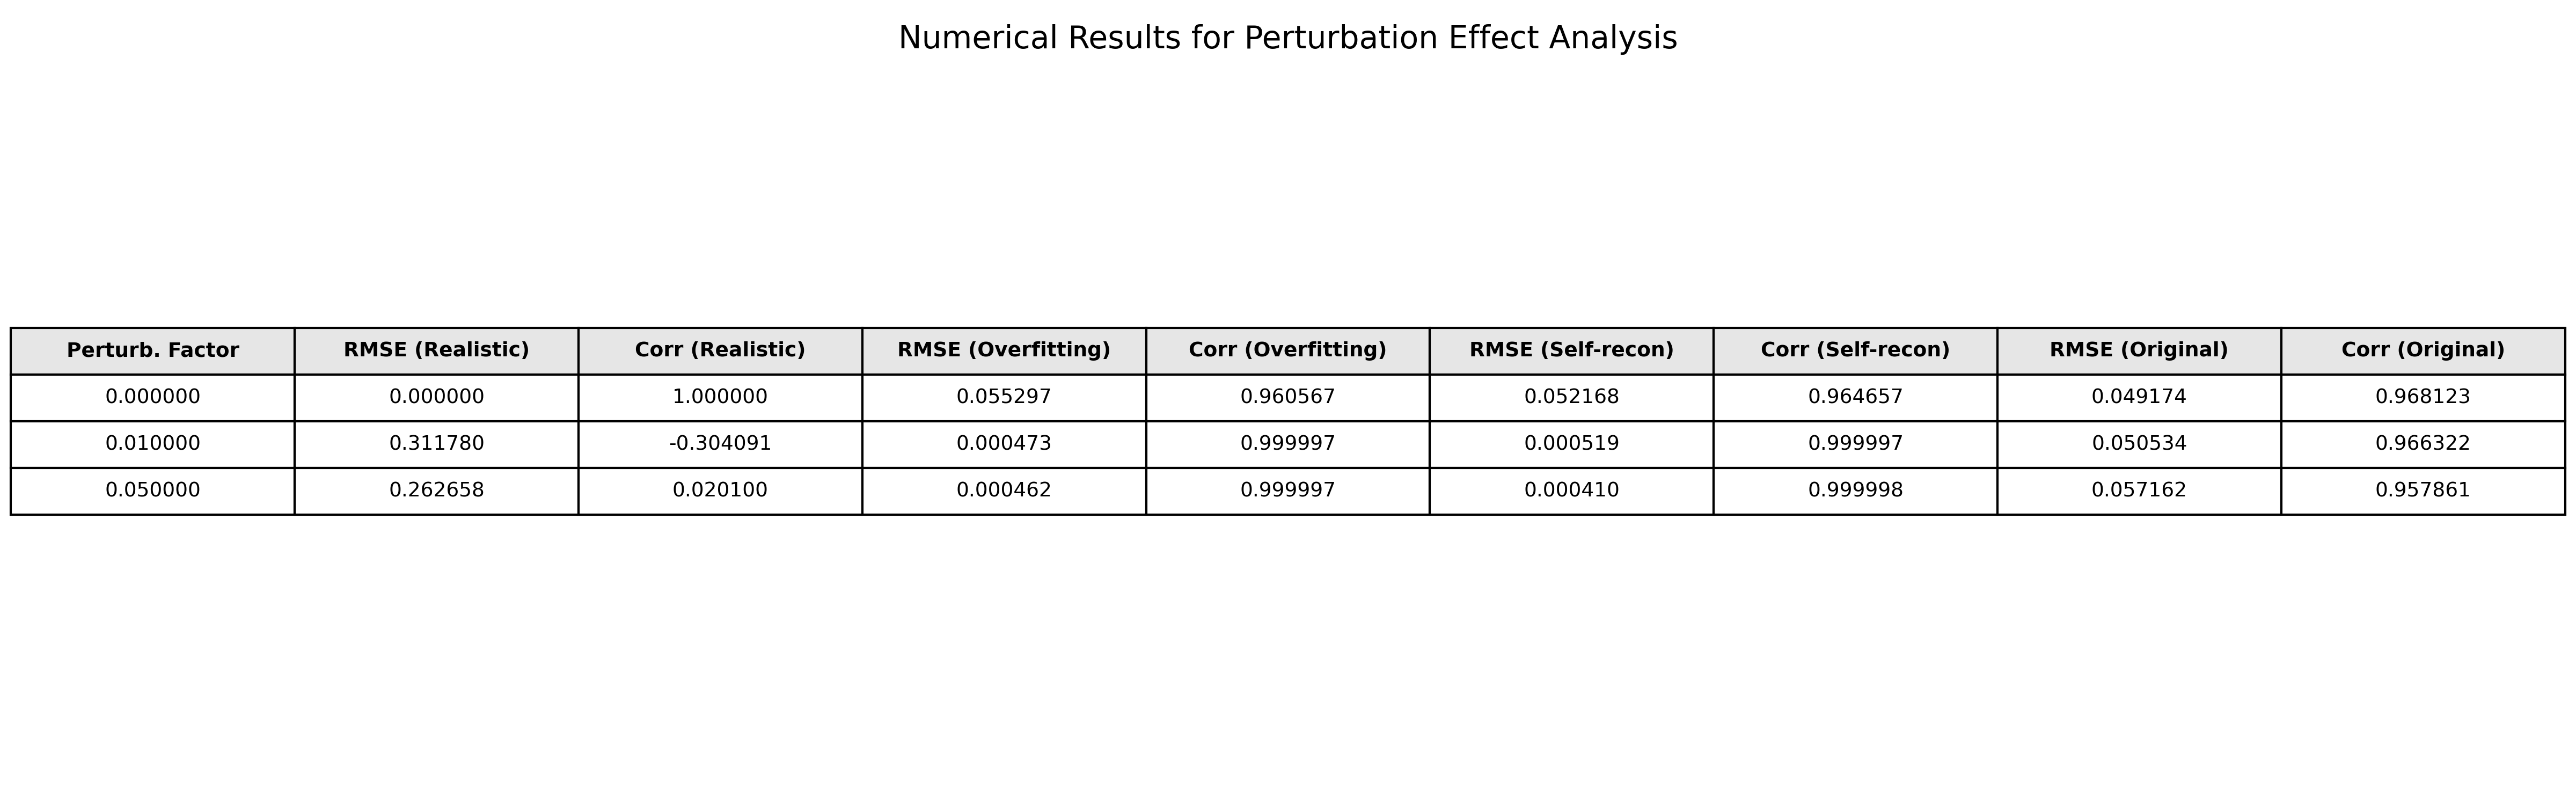 Numerical Results for Perturbation Effect Analysis
Perturb. Factor RMSE (Realistic) Corr (Realistic) RMSE (Overfitting) Corr (Overfitting) RMSE (Self-recon) Corr (Self-recon) RMSE (Original) Corr (Original)
0.000000 0.000000 1.000000 0.055297 0.960567 0.052168 0.964657 0.049174 0.968123
0.010000 0.311780 -0.304091 0.000473 0.999997 0.000519 0.999997 0.050534 0.966322
0.050000 0.262658 0.020100 0.000462 0.999997 0.000410 0.999998 0.057162 0.957861